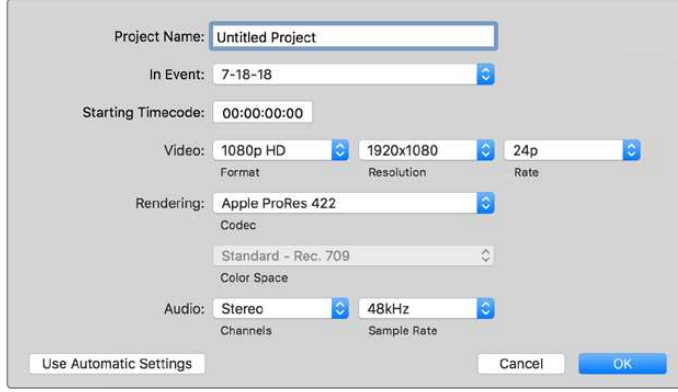 Project Name: Untitled Project
In Event: 7-18-18
Starting Timecode: 00:00:00:00
Video: 1080p HD 1920x1080 24p
Format Resolution Rate
Rendering: Apple ProRes 422
Codec
Standard - Rec. 709
Color Space
Audio: Stereo 48kHz
Channels Sample Rate
Use Automatic Settings Cancel OK